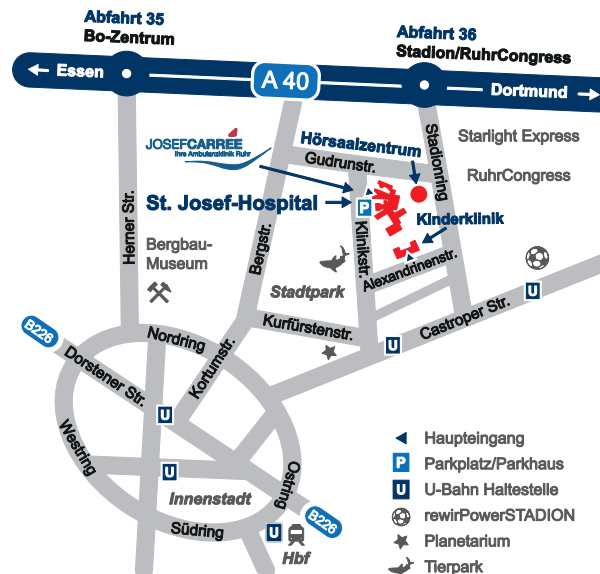 Abfahrt 35
Bo-Zentrum
Abfahrt 36
Stadion/RuhrCongress
Essen
A 40
Dortmund
JOSEFCARRÉE
Ihre Ambulanzklinik Ruhr
Hörsaalzentrum
Gudrunstr.
Stadionring
Starlight Express
RuhrCongress
St. Josef-Hospital
P
Kinderklinik
Herner Str.
Bergstr.
Klinikstr.
Bergbau-
Museum
Stadtpark
Alexandrinenstr.
U
Castroper Str.
B226
Nordring
Kurfürstenstr.
U
Dorstener Str.
Kortumstr.
U
Westring
U
Innenstadt
Ostring
Südring
B226
U
Hbf
Haupteingang
P
Parkplatz/Parkhaus
U
U-Bahn Haltestelle
rewirPowerSTADION
Planetarium
Tierpark